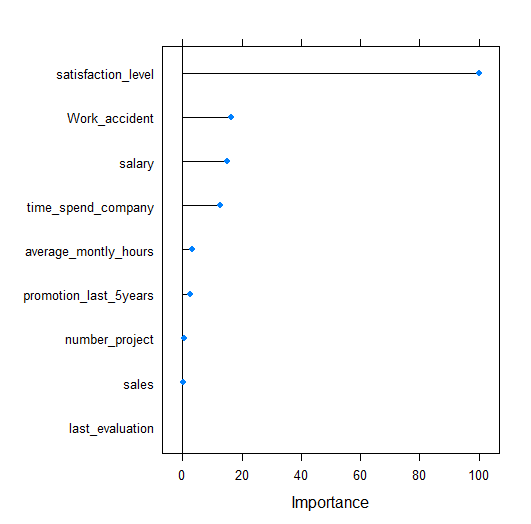 satisfaction_level
Work_accident
salary
time_spend_company
average_montly_hours
promotion_last_5years
number_project
sales
last_evaluation
0 20 40 60 80 100
Importance